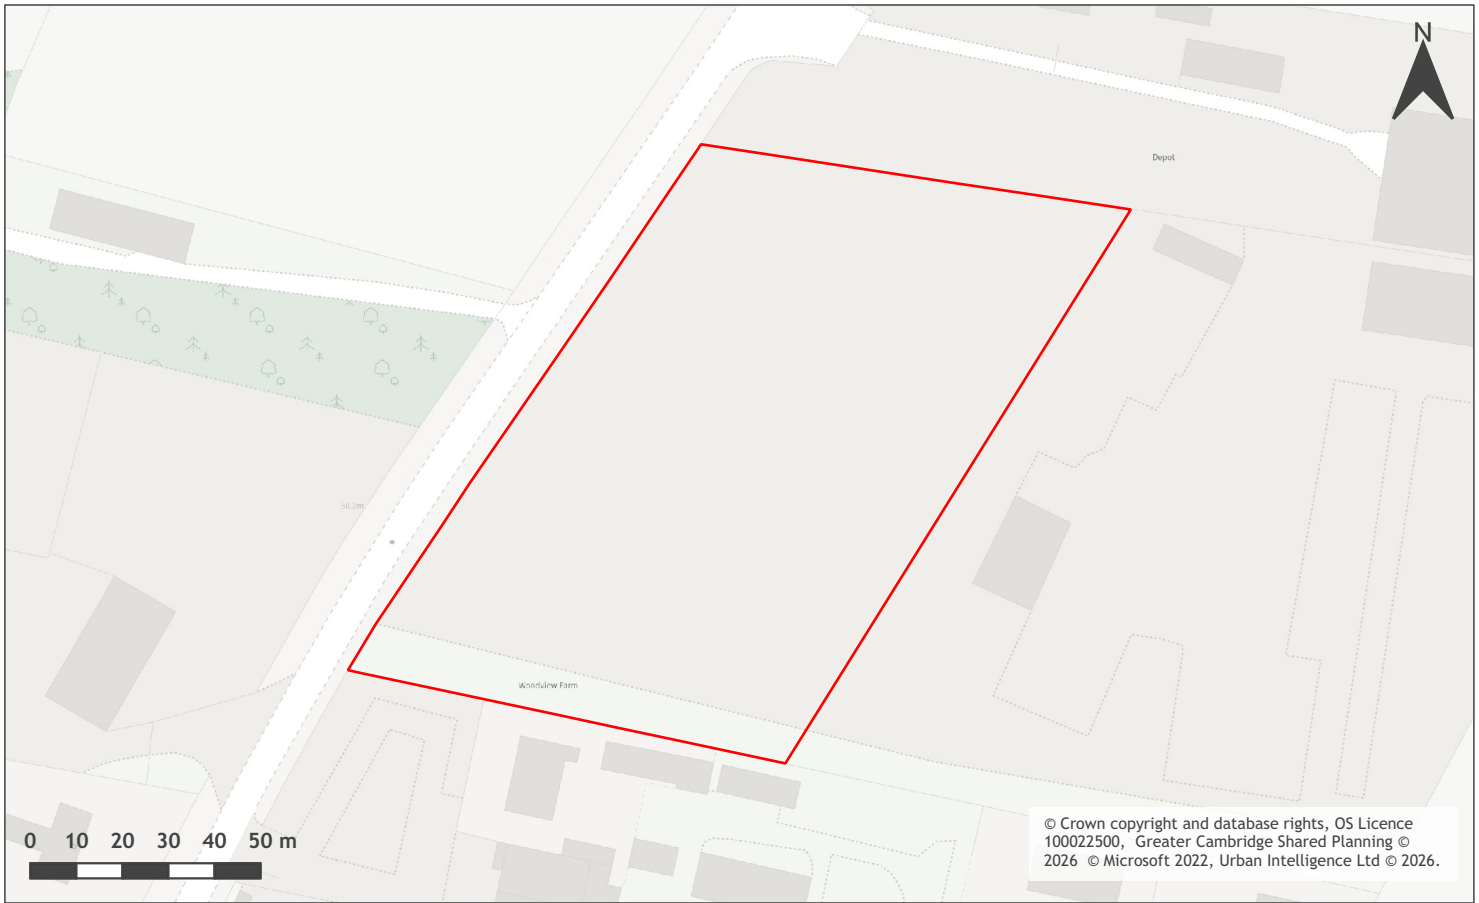 N
Depot
50.2m
Woodview Farm
0 10 20 30 40 50 m
© Crown copyright and database rights, OS Licence
100022500, Greater Cambridge Shared Planning ©
2026 © Microsoft 2022, Urban Intelligence Ltd © 2026.